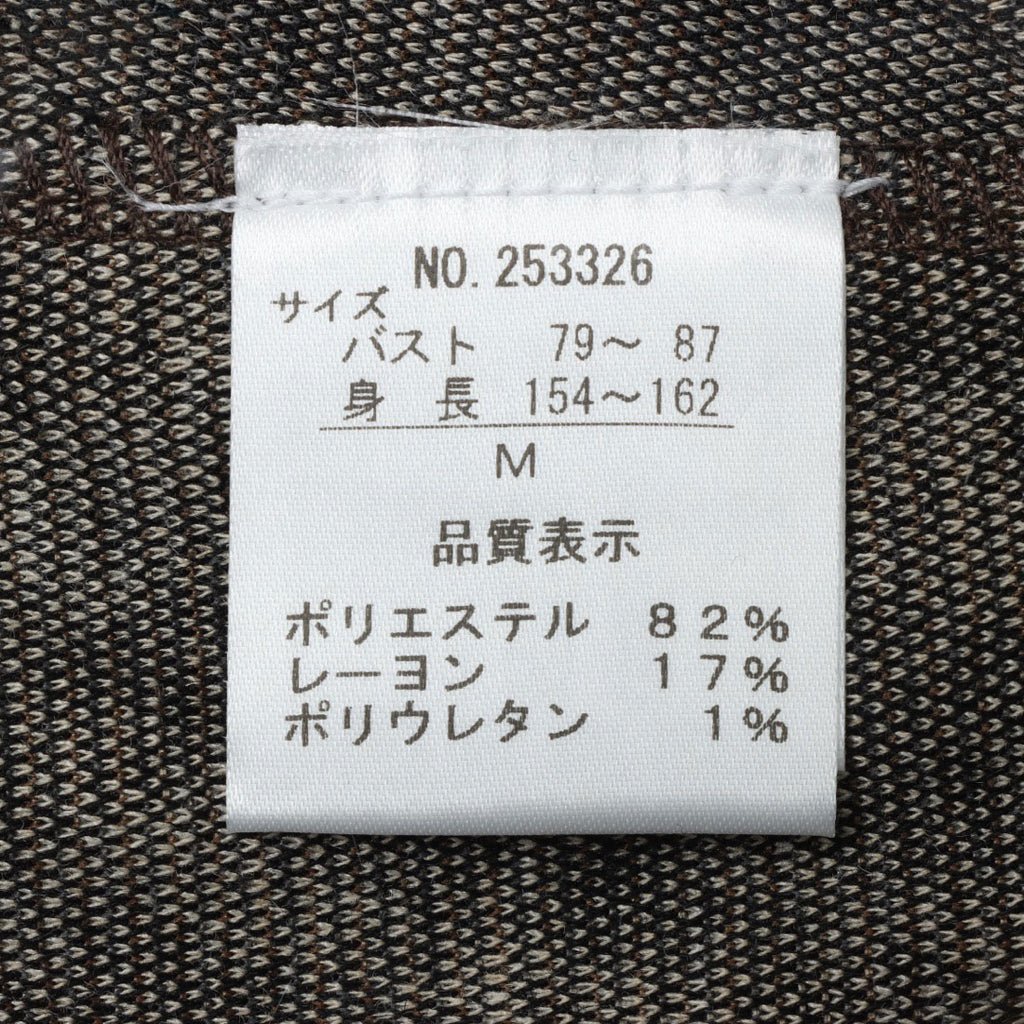 NO. 253326
サイズ
バスト 79～ 87
身 長 154～162
M
品質表示
ポリエステル 82%
レーヨン 17%
ポリウレタン 1%